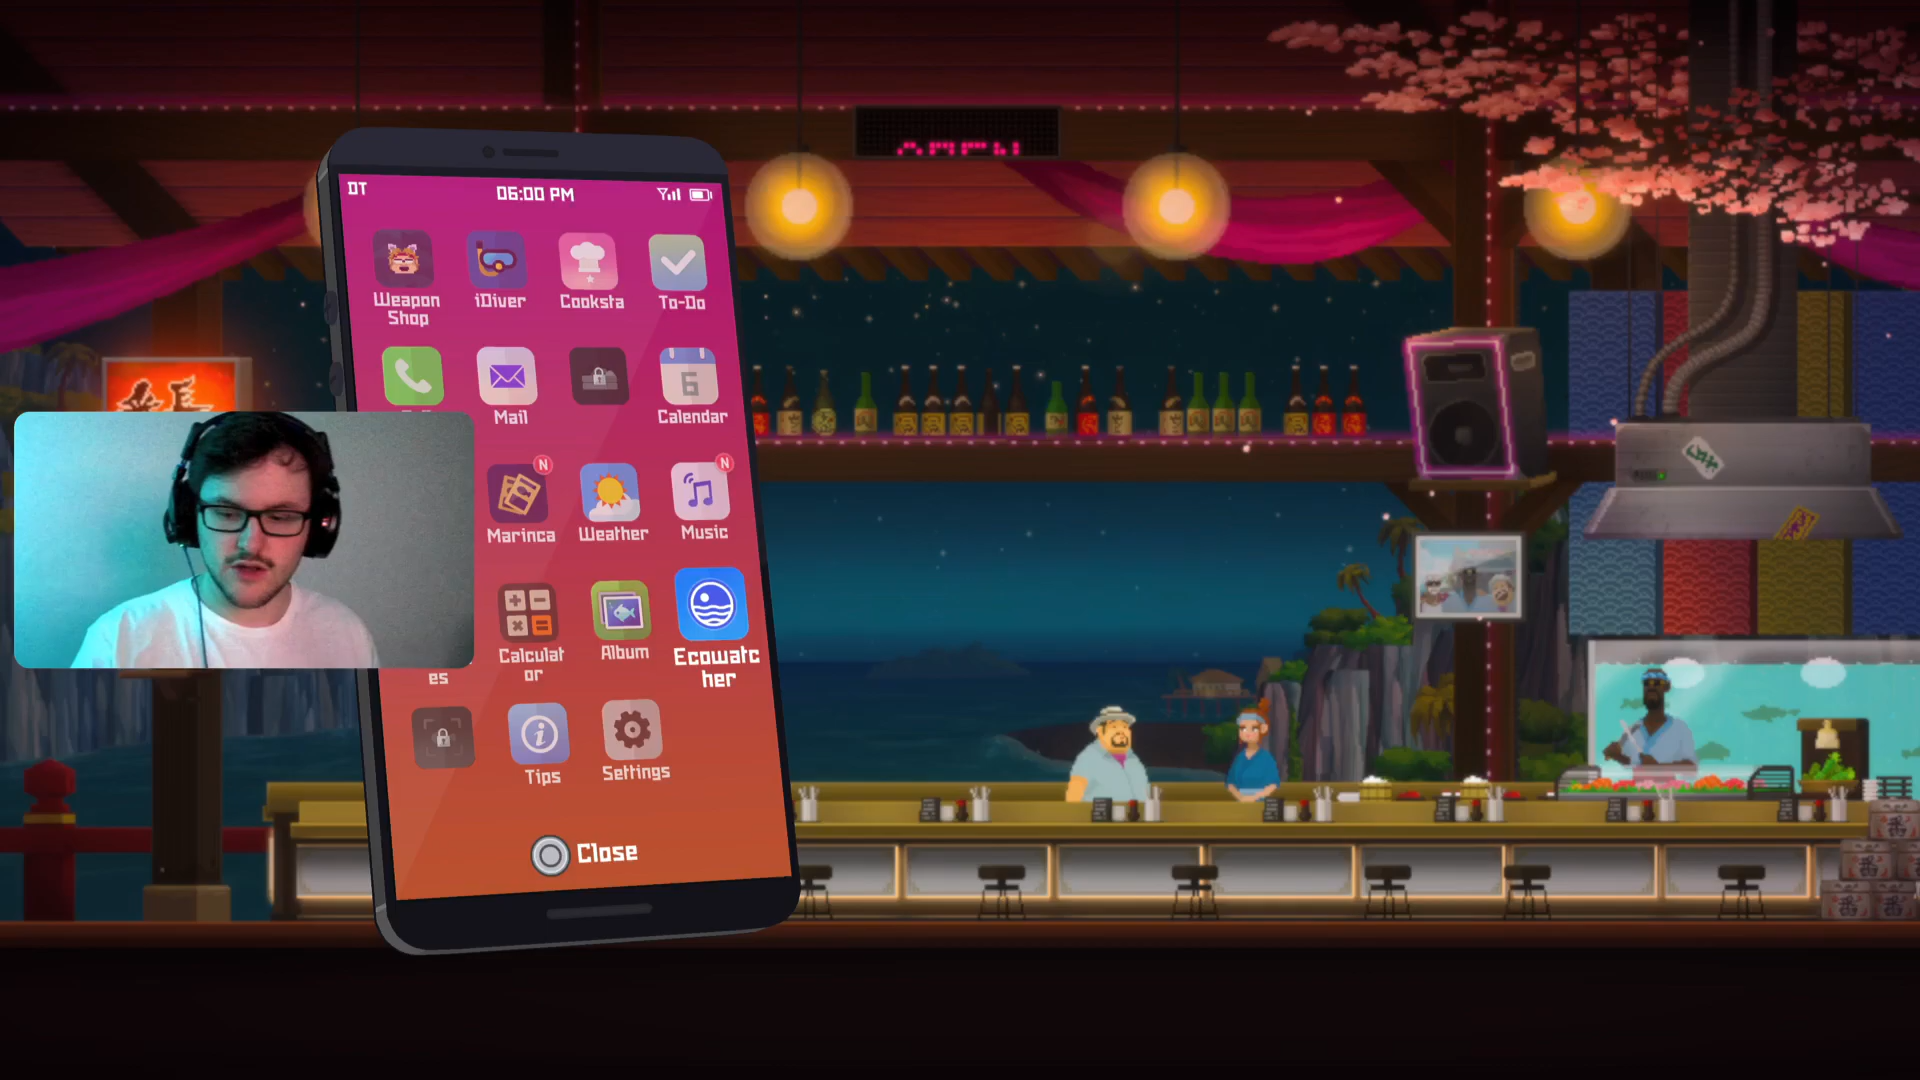 DT
06:00 PM
Weapon
Shop
iDiver
Cooksta
To-Do
Mail
6
Calendar
N
N
Marinca
Weather
Music
Calculat
or
Album
Ecowatc
her
es
Tips
Settings
Close